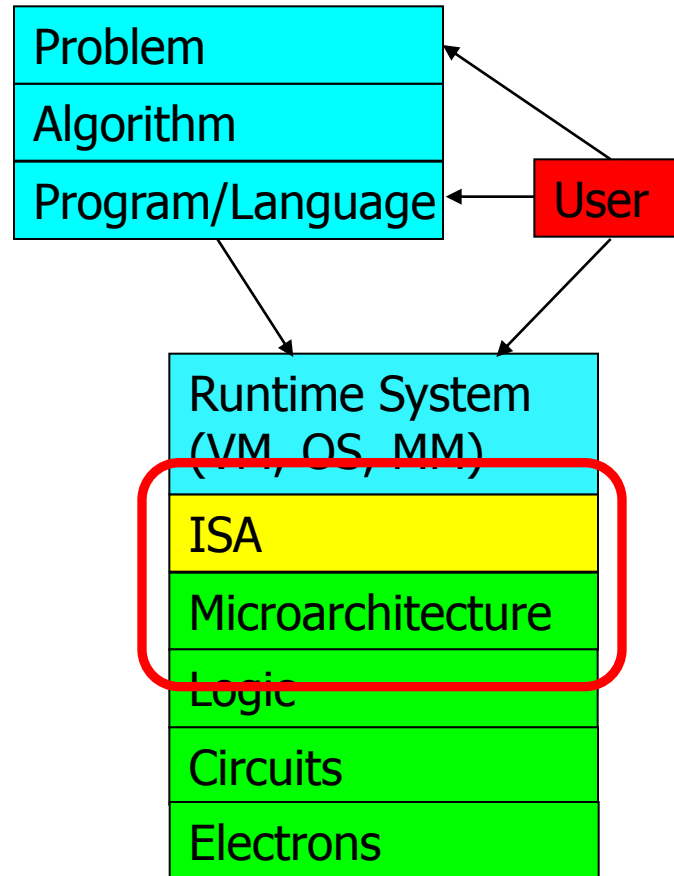 Problem
Algorithm
Program/Language
User
Runtime System
(VM, OS, MM)
ISA
Microarchitecture
Logic
Circuits
Electrons